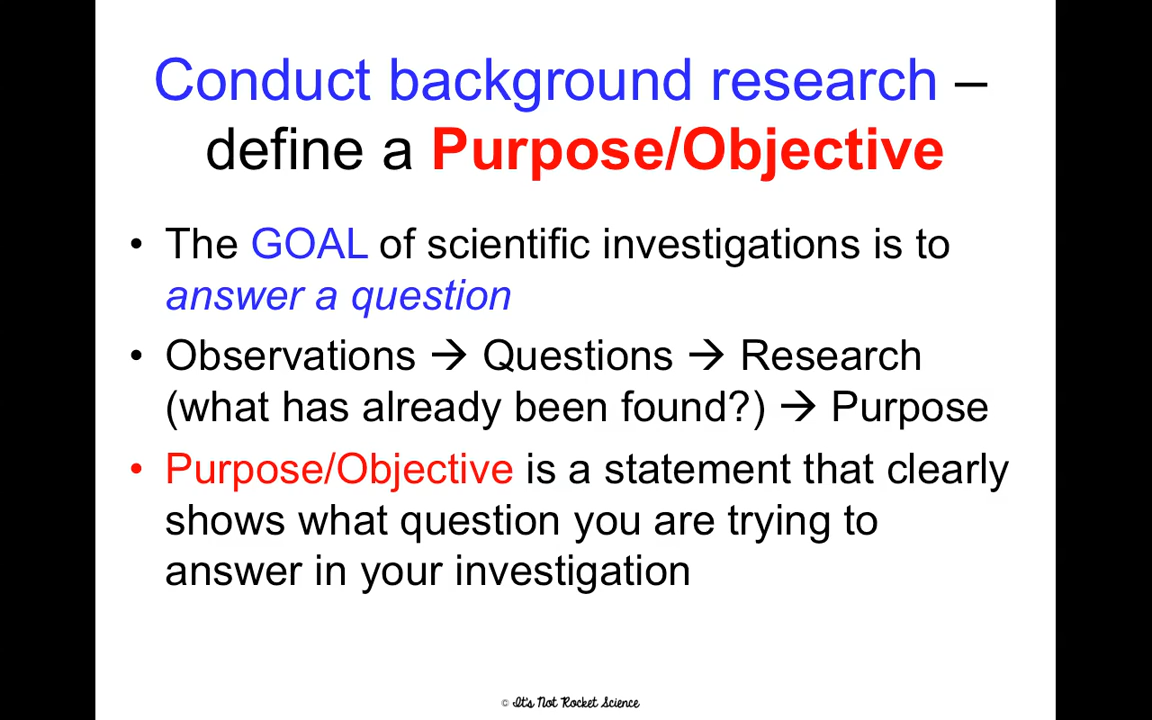 Conduct background research –
define a Purpose/Objective
• The GOAL of scientific investigations is to
answer a question
• Observations → Questions → Research
(what has already been found?) → Purpose
• Purpose/Objective is a statement that clearly
shows what question you are trying to
answer in your investigation
© It's Not Rocket Science